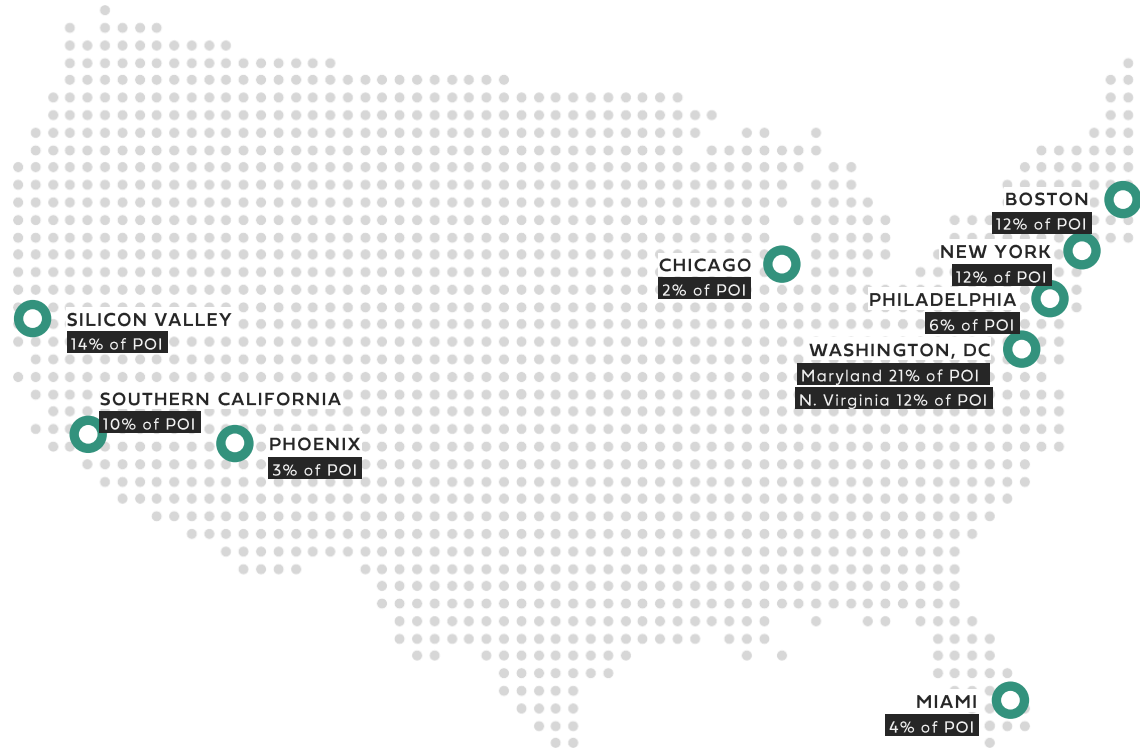 BOSTON
12% of POI
NEW YORK
12% of POI
CHICAGO
2% of POI
PHILADELPHIA
6% of POI
SILICON VALLEY
14% of POI
WASHINGTON, DC
Maryland 21% of POI
N. Virginia 12% of POI
SOUTHERN CALIFORNIA
10% of POI
PHOENIX
3% of POI
MIAMI
4% of POI